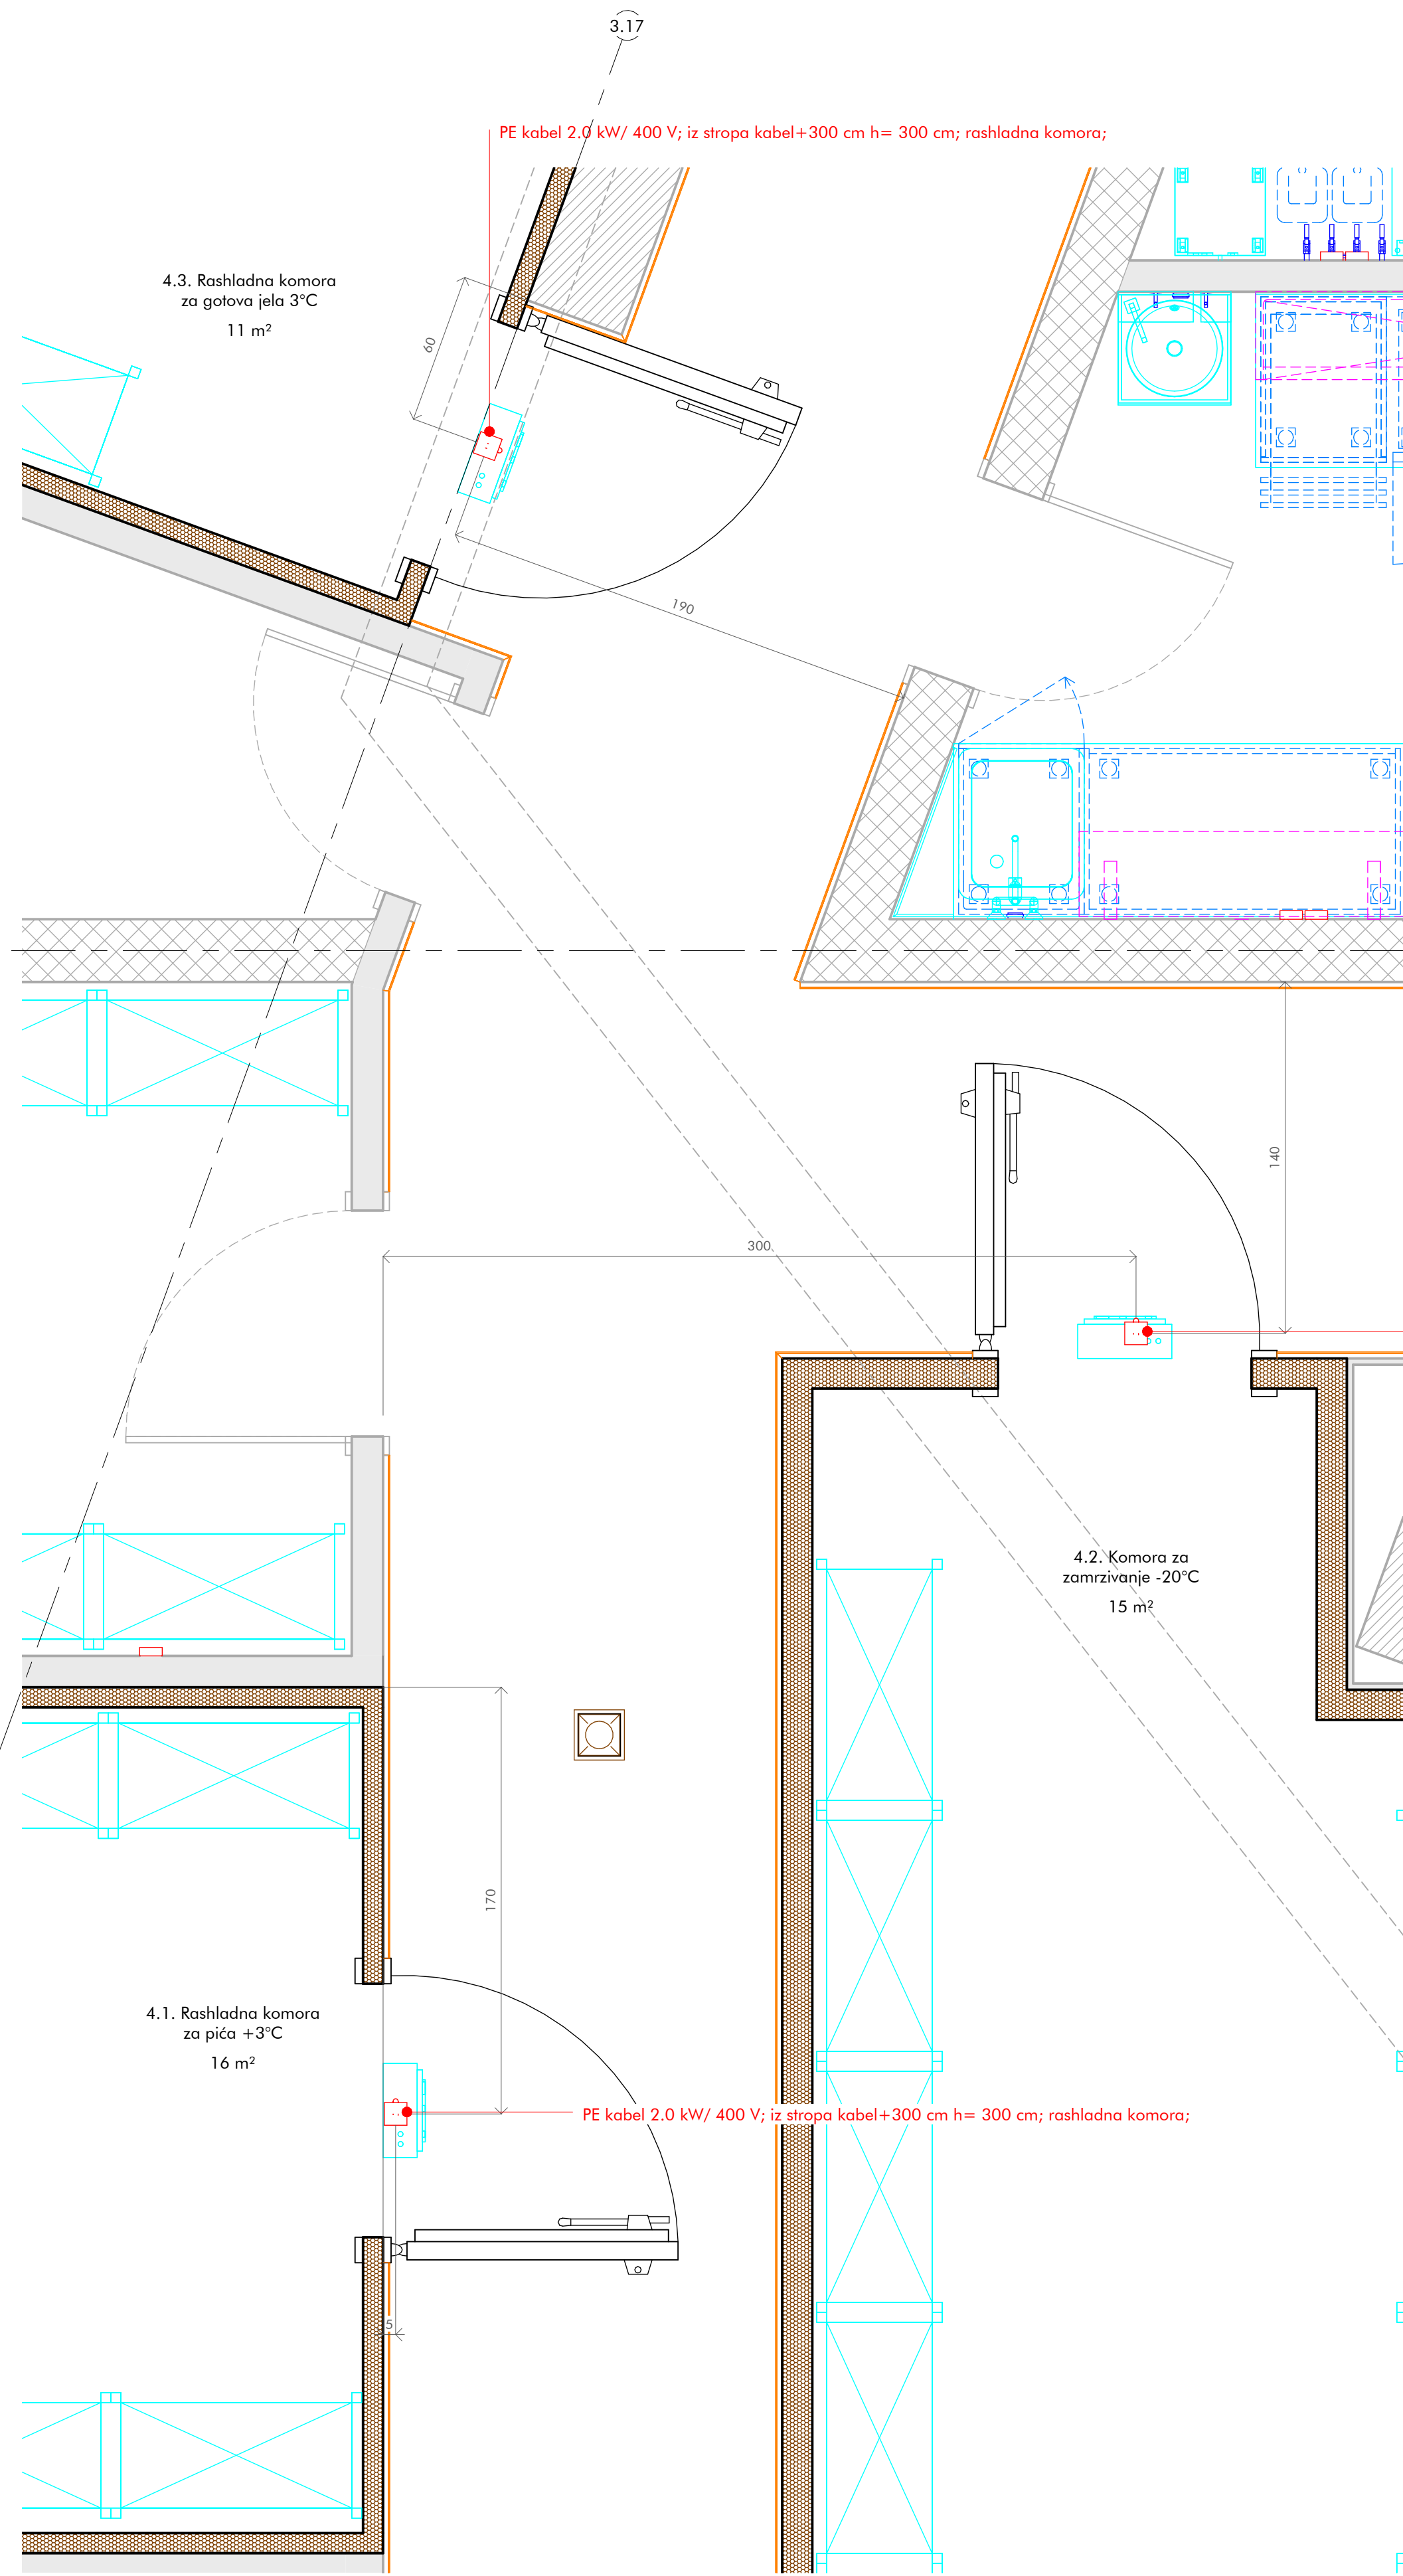 3.17
PE kabel 2.0 kW/ 400 V; iz stropa kabel+300 cm h= 300 cm; rashladna komora;
4.3. Rashladna komora
za gotova jela 3°C
11 m²
60
190
140
300
4.2. Komora za
zamrzivanje -20°C
15 m²
170
4.1. Rashladna komora
za pića +3°C
16 m²
PE kabel 2.0 kW/ 400 V; iz stropa kabel+300 cm h= 300 cm; rashladna komora;
5